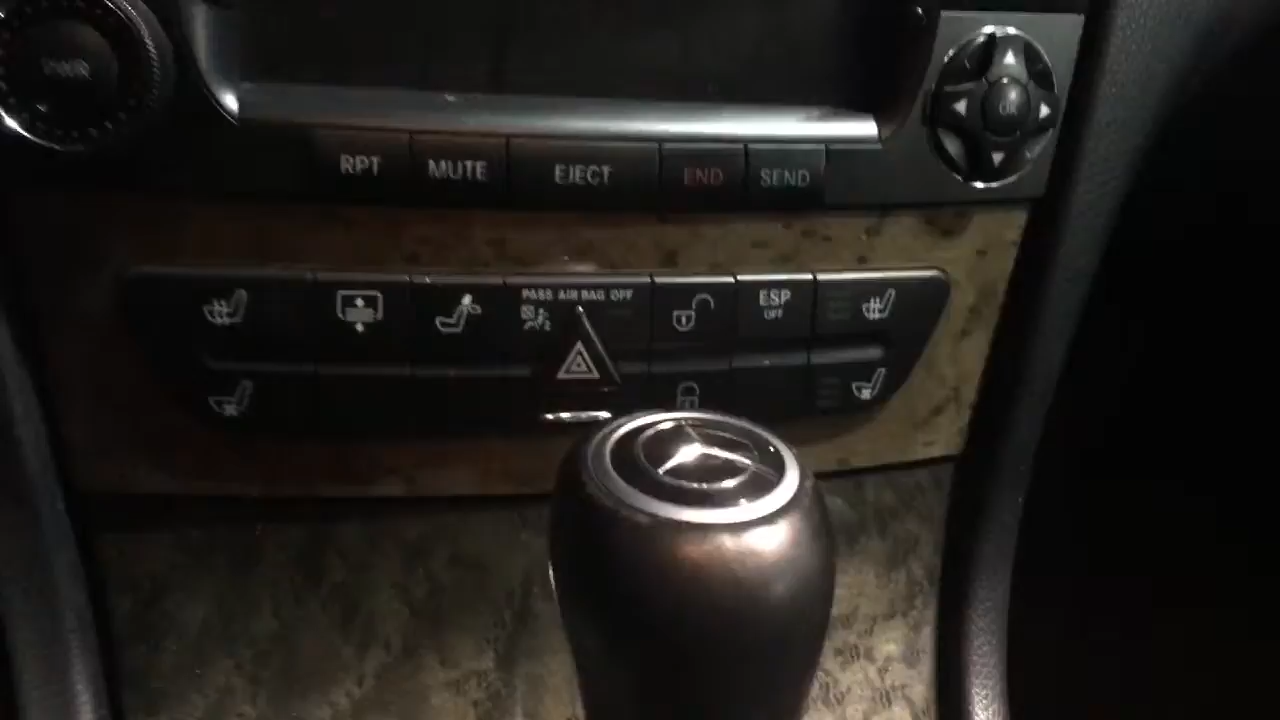 PWR
RPT MUTE EJECT END SEND
OK
PASS AIR BAG OFF
ESP
OFF